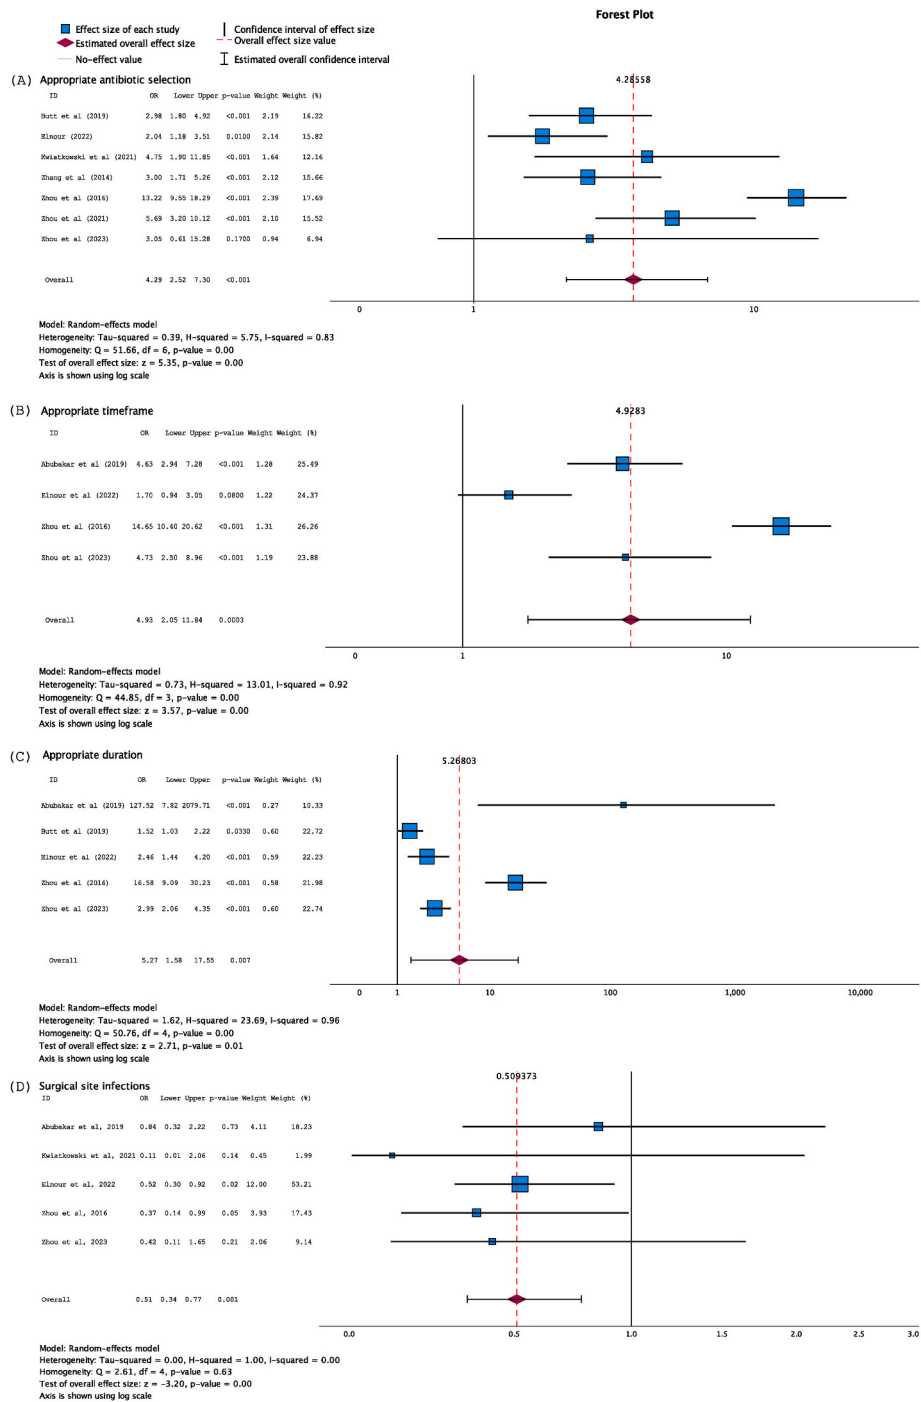 Forest Plot
Effect size of each study
Confidence interval of effect size
Estimated overall effect size
Overall effect size value
No-effect value
Estimated overall confidence interval
(A) Appropriate antibiotic selection
4.28558
ID OR Lower Upper p-value Weight Weight (%)
Butt et al (2019) 2.98 1.80 4.92 <.001 2.19 16.22
Elnour (2022) 2.04 1.18 3.51 0.0100 2.14 15.82
Kwiatkowski et al (2021) 4.75 1.90 11.85 <.001 1.64 12.16
Zhang et al (2014) 3.00 1.71 5.26 <.001 2.12 15.66
Zhou et al (2016) 13.22 9.55 18.29 <.001 2.39 17.69
Zhou et al (2021) 5.69 3.20 10.12 <.001 2.10 15.52
Zhou et al (2023) 3.05 0.61 15.28 0.1700 0.94 6.94
Overall 4.29 2.52 7.30 <.001
0 1 10
Model: Random-effects model
Heterogeneity: Tau-squared = 0.39, H-squared = 5.75, I-squared = 0.83
Homogeneity: Q = 51.66, df = 6, p-value = 0.00
Test of overall effect size: z = 5.35, p-value = 0.00
Axis is shown using log scale
(B) Appropriate timeframe
4.9283
ID OR Lower Upper p-value Weight Weight (%)
Abubakar et al (2019) 4.63 2.94 7.28 <.001 1.28 25.49
Elnour et al (2022) 1.70 0.94 3.05 0.0800 1.22 24.37
Zhou et al (2016) 14.65 10.40 20.62 <.001 1.31 26.26
Zhou et al (2023) 4.73 2.50 8.96 <.001 1.19 23.88
Overall 4.93 2.05 11.84 0.0003
0 1 10
Model: Random-effects model
Heterogeneity: Tau-squared = 0.73, H-squared = 13.01, I-squared = 0.92
Homogeneity: Q = 44.85, df = 3, p-value = 0.00
Test of overall effect size: z = 3.57, p-value = 0.00
Axis is shown using log scale
(C) Appropriate duration
5.26803
ID OR Lower Upper p-value Weight Weight (%)
Abubakar et al (2019) 127.52 7.82 2079.71 <.001 0.27 10.33
Butt et al (2019) 1.52 1.03 2.22 0.0330 0.60 22.72
Elnour et al (2022) 2.46 1.44 4.20 <.001 0.59 22.23
Zhou et al (2016) 16.58 9.09 30.23 <.001 0.58 21.98
Zhou et al (2023) 2.99 2.06 4.35 <.001 0.60 22.74
Overall 5.27 1.58 17.55 0.007
0 1 10 100 1,000 10,000
Model: Random-effects model
Heterogeneity: Tau-squared = 1.62, H-squared = 23.69, I-squared = 0.96
Homogeneity: Q = 50.76, df = 4, p-value = 0.00
Test of overall effect size: z = 2.71, p-value = 0.01
Axis is shown using log scale
(D) Surgical site infections
0.509373
ID OR Lower Upper p-value Weight Weight (%)
Abubakar et al, 2019 0.84 0.32 2.22 0.73 4.11 18.23
Kwiatkowski et al, 2021 0.11 0.01 2.06 0.14 0.45 1.99
Elnour et al, 2022 0.52 0.30 0.92 0.02 12.00 53.21
Zhou et al, 2016 0.37 0.14 0.99 0.05 3.93 17.43
Zhou et al, 2023 0.42 0.11 1.65 0.21 2.06 9.14
Overall 0.51 0.34 0.77 0.001
0.0 0.5 1.0 1.5 2.0 2.5 3.0
Model: Random-effects model
Heterogeneity: Tau-squared = 0.00, H-squared = 1.00, I-squared = 0.00
Homogeneity: Q = 2.61, df = 4, p-value = 0.63
Test of overall effect size: z = -3.20, p-value = 0.00
Axis is shown using log scale